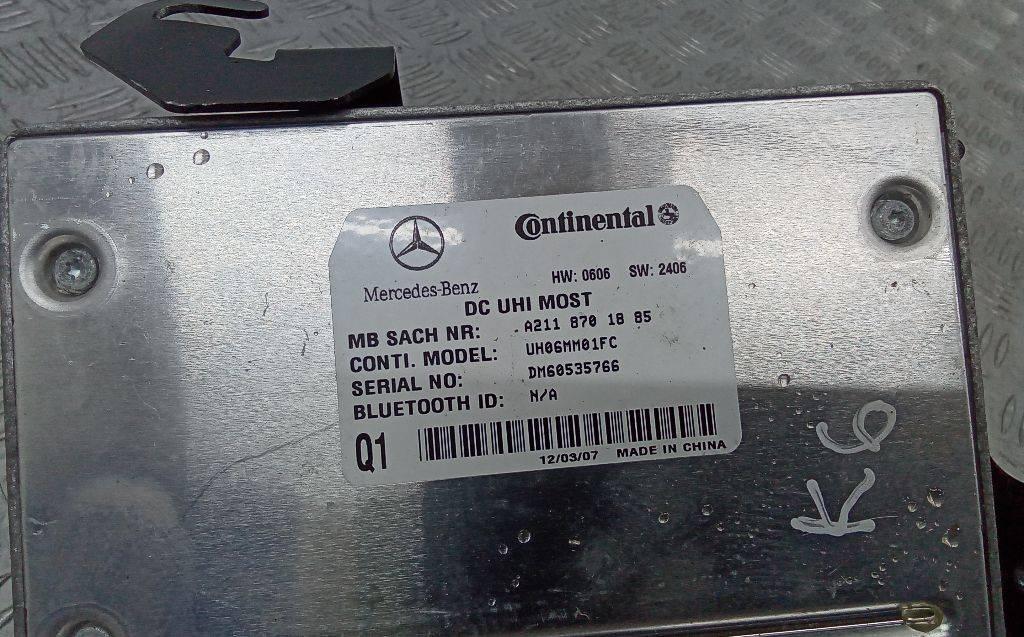 Continental
Mercedes-Benz
HW: 0606 SW: 2406
DC UHI MOST
MB SACH NR: A211 870 18 85
CONTI. MODEL: UH06MM01FC
SERIAL NO: DM60535766
BLUETOOTH ID: N/A
Q1
12/03/07 MADE IN CHINA